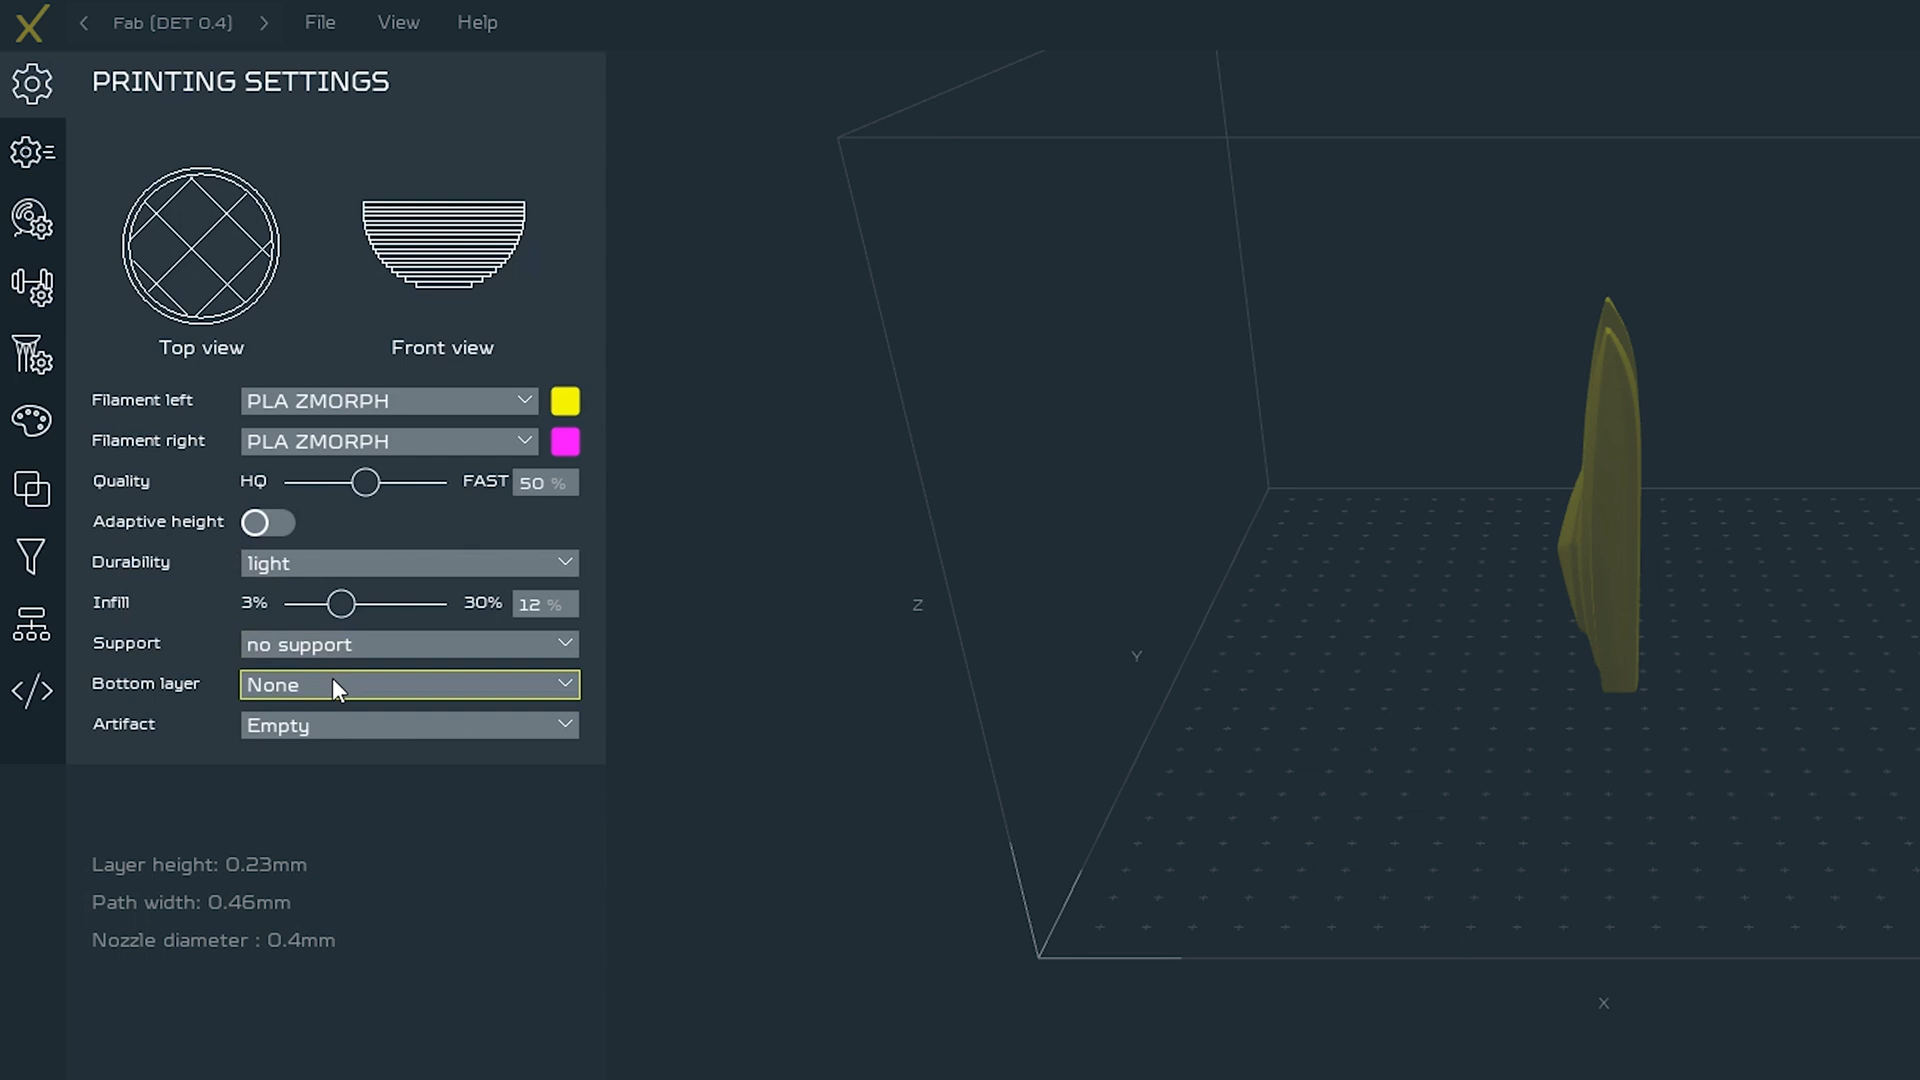 Fab (DET 0.4) File View Help
PRINTING SETTINGS
Top view Front view
Filament left PLA ZMORPH
Filament right PLA ZMORPH
Quality HQ FAST 50 %
Adaptive height
Durability light
Infill 3% 30% 12 %
Support no support
Bottom layer None
Artifact Empty
Layer height: 0.23mm
Path width: 0.46mm
Nozzle diameter : 0.4mm
Z
Y
X